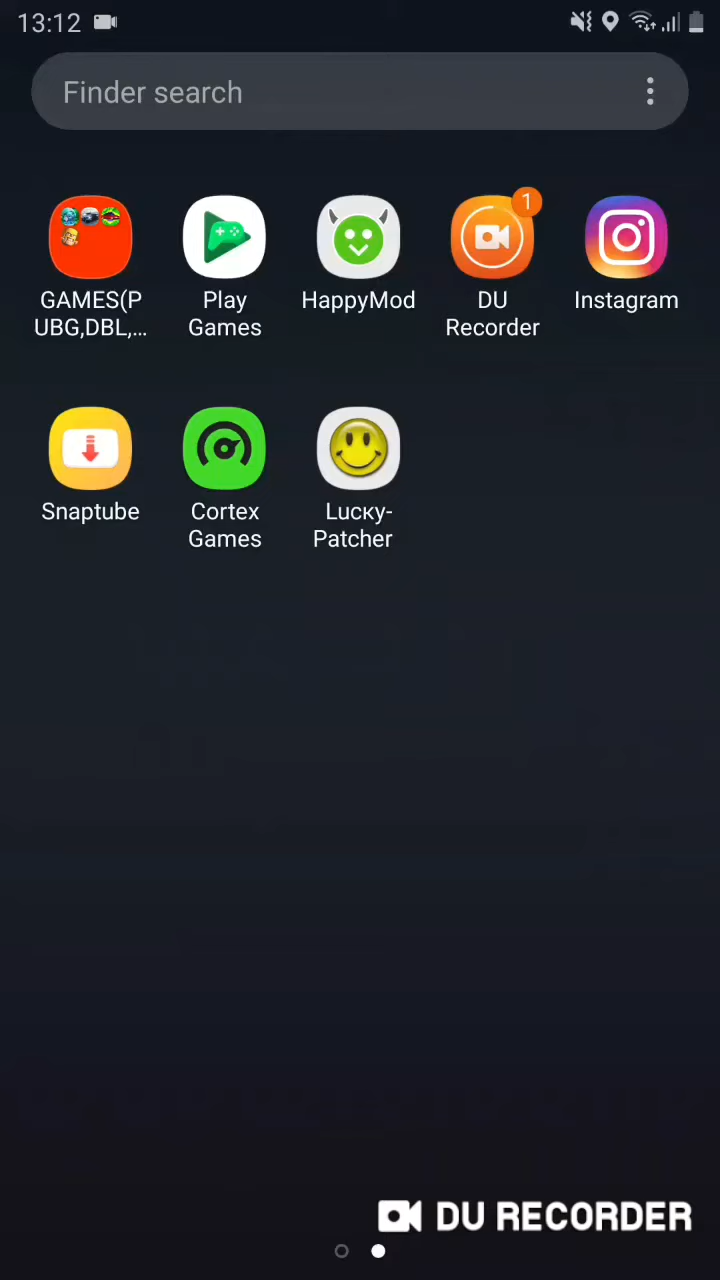 13:12
Finder search
GAMES(P
UBG,DBL,...
Play
Games
HappyMod
DU
Recorder
1
Instagram
Snaptube
Cortex
Games
Lucку-
Patcher
DU RECORDER